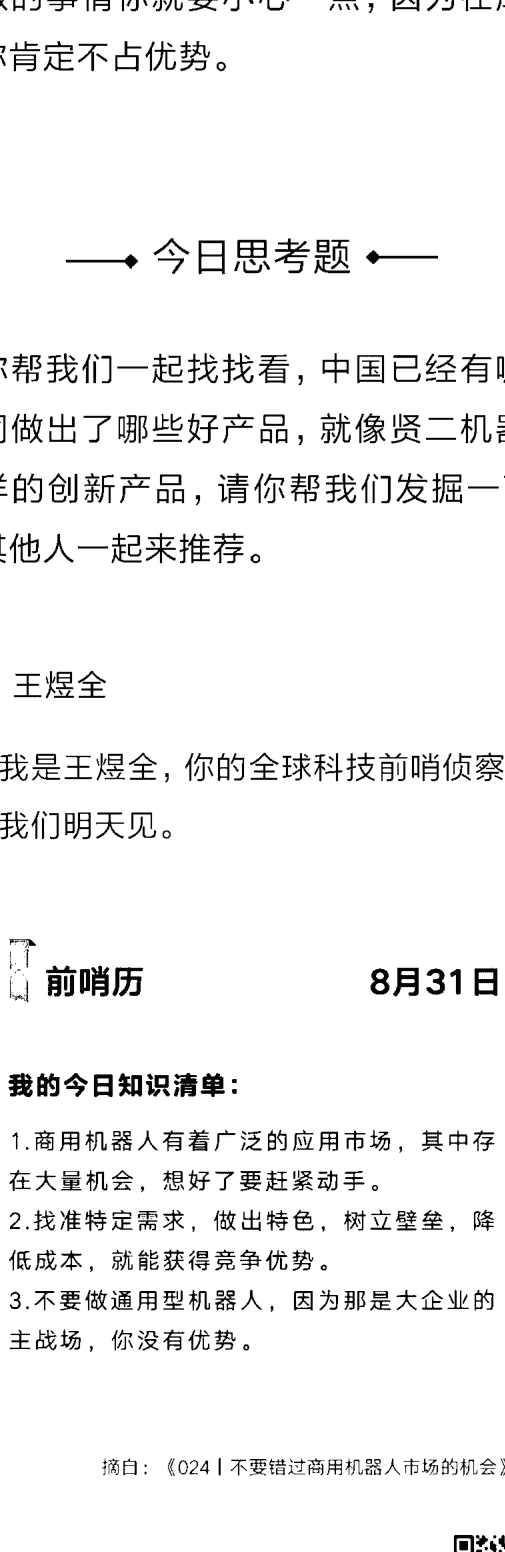 的事情你就要小心一点，因为在
肯定不占优势。
今日思考题
帮我们一起找找看，中国已经有
做出了哪些好产品，就像贤二机器
的创新产品，请你帮我们发掘一
他人一起来推荐。
王煜全
我是王煜全，你的全球科技前哨侦察
我们明天见。
前哨历
8月31日
我的今日知识清单：
1.商用机器人有着广泛的应用市场，其中存
在大量机会，想好了要赶紧动手。
2.找准特定需求，做出特色，树立壁垒，降
低成本，就能获得竞争优势。
3.不要做通用型机器人，因为那是大企业的
主战场，你没有优势。
摘自：《024丨不要错过商用机器人市场的机会》